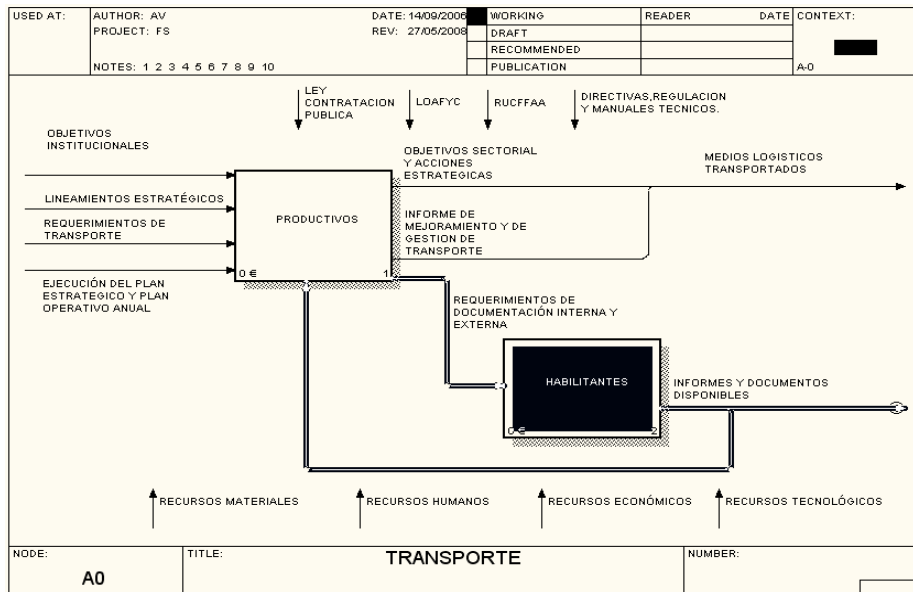 USED AT:
AUTHOR: AV
PROJECT: FS
NOTES: 1 2 3 4 5 6 7 8 9 10
DATE: 14/09/2006
REV: 27/05/2008
WORKING
DRAFT
RECOMMENDED
PUBLICATION
READER
DATE
CONTEXT:
A-0
LEY
CONTRATACION
PUBLICA
LOAFYC
RUCFFAA
DIRECTIVAS,REGULACION
Y MANUALES TECNICOS.
OBJETIVOS
INSTITUCIONALES
LINEAMIENTOS ESTRATÉGICOS
REQUERIMIENTOS DE
TRANSPORTE
EJECUCIÓN DEL PLAN
ESTRATEGICO Y PLAN
OPERATIVO ANUAL
PRODUCTIVOS
0 €
1
OBJETIVOS SECTORIAL
Y ACCIONES
ESTRATEGICAS
MEDIOS LOGISTICOS
TRANSPORTADOS
INFORME DE
MEJORAMIENTO Y DE
GESTION DE
TRANSPORTE
REQUERIMIENTOS DE
DOCUMENTACIÓN INTERNA Y
EXTERNA
HABILITANTES
0 €
2
INFORMES Y DOCUMENTOS
DISPONIBLES
RECURSOS MATERIALES
RECURSOS HUMANOS
RECURSOS ECONÓMICOS
RECURSOS TECNOLÓGICOS
NODE:
A0
TITLE:
TRANSPORTE
NUMBER: